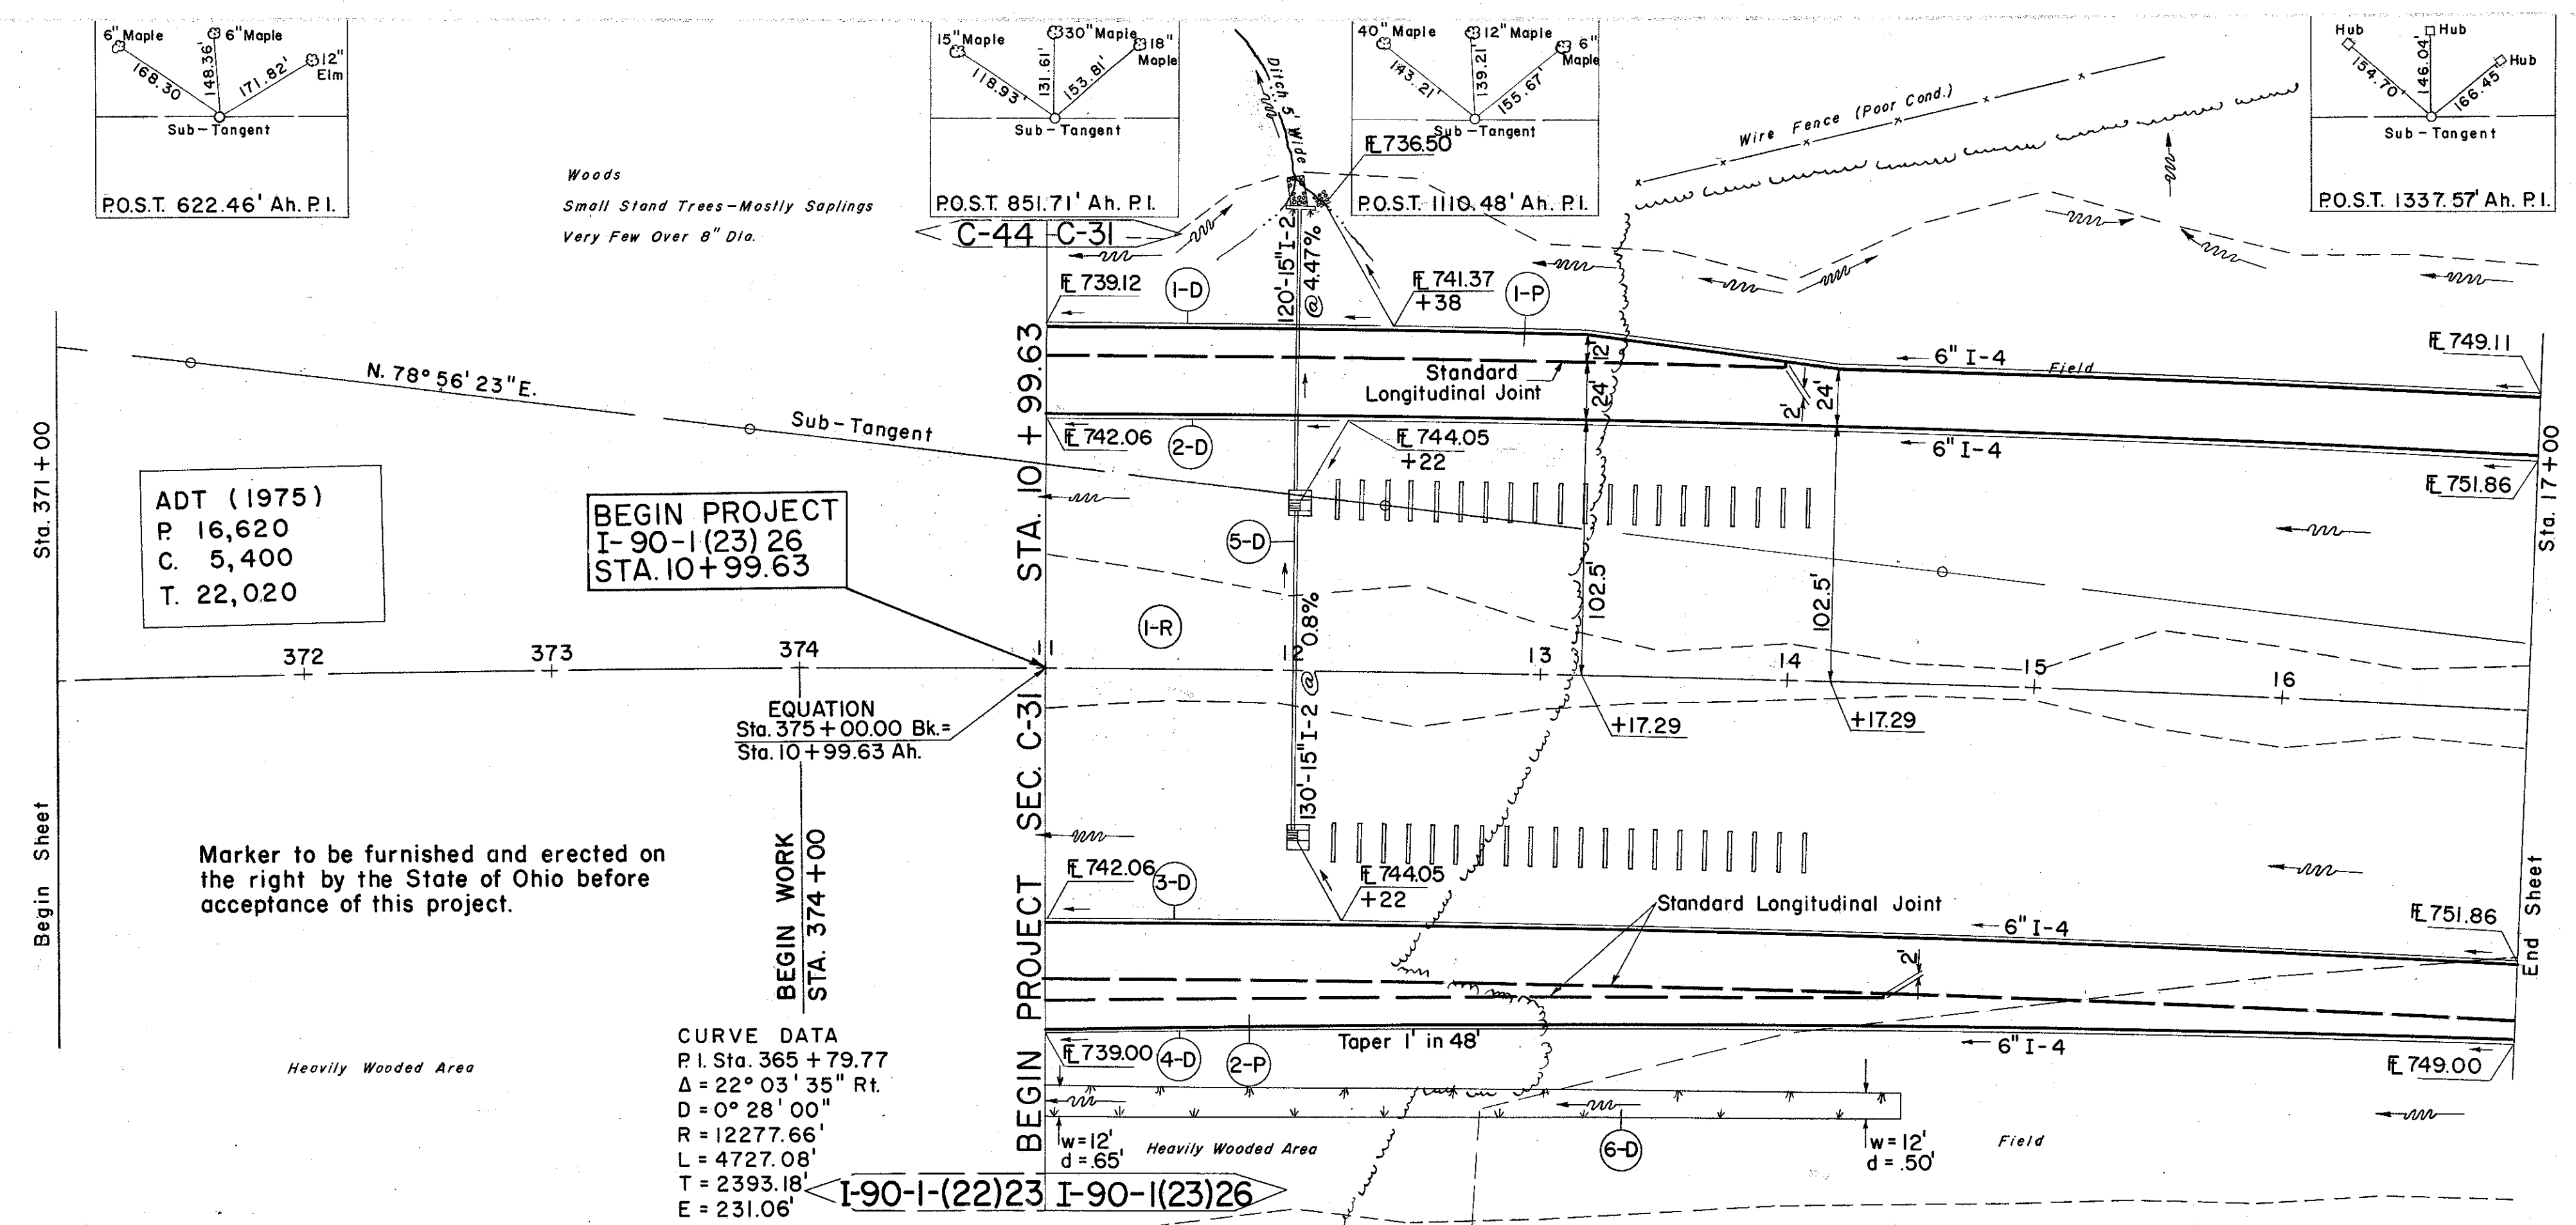 6" Maple
6" Maple
12" Elm
168.30
148.36'
171.82'
Sub-Tangent
P.O.S.T. 622.46' Ah. P.I.
15" Maple
30" Maple
18" Maple
118.93'
131.61'
153.81'
Sub-Tangent
P.O.S.T. 851.71' Ah. P.I.
40" Maple
12" Maple
6" Maple
143.21'
139.21'
155.67'
Sub-Tangent
P.O.S.T. 1110.48' Ah. P.I.
Hub
Hub
Hub
154.70'
146.04'
166.45'
Sub-Tangent
P.O.S.T. 1337.57' Ah. P.I.
Woods
Small Stand Trees-Mostly Saplings
Very Few Over 8" Dia.
Ditch 5' Wide
℄ 736.50
Wire Fence (Poor Cond.)
C-44 C-31
120'-15" I-2
@ 4.47%
℄ 739.12
1-D
℄ 741.37
+38
1-P
12'
24'
Standard
Longitudinal Joint
2'
24'
6" I-4
Field
℄ 749.11
N. 78° 56' 23" E.
Sub-Tangent
℄ 742.06
2-D
℄ 744.05
+22
6" I-4
℄ 751.86
Sta. 371+00
Sta. 17+00
ADT (1975)
P. 16,620
C. 5,400
T. 22,020
BEGIN PROJECT
I-90-1(23)26
STA. 10+99.63
BEGIN PROJECT SEC. C-31 STA. 10+99.63
5-D
1-R
102.5'
102.5'
372
373
374
11
12
13
14
15
16
130'-15" I-2 @ 0.8%
+17.29
+17.29
EQUATION
Sta. 375+00.00 Bk.=
Sta. 10+99.63 Ah.
BEGIN WORK
STA. 374+00
Begin Sheet
End Sheet
Marker to be furnished and erected on
the right by the State of Ohio before
acceptance of this project.
℄ 742.06
3-D
℄ 744.05
+22
Standard Longitudinal Joint
6" I-4
℄ 751.86
2'
Heavily Wooded Area
CURVE DATA
P.I. Sta. 365+79.77
Δ = 22° 03' 35" Rt.
D = 0° 28' 00"
R = 12277.66'
L = 4727.08'
T = 2393.18'
E = 231.06'
℄ 739.00
4-D
2-P
Taper 1' in 48'
6" I-4
℄ 749.00
w=12'
d=.65'
Heavily Wooded Area
6-D
w=12'
d=.50'
Field
I-90-1-(22)23 I-90-1(23)26